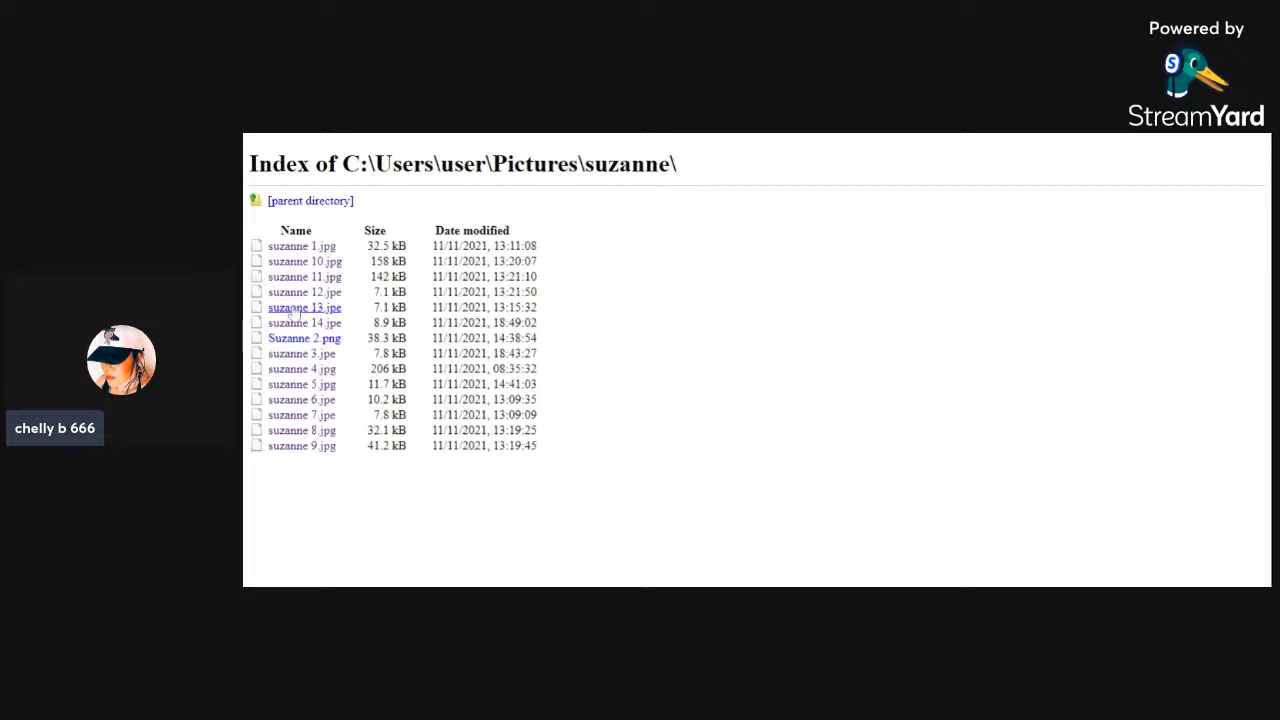 Powered by
StreamYard
Index of C:\Users\user\Pictures\suzanne\
[parent directory]
Name Size Date modified
suzanne 1.jpg 32.5 kB 11/11/2021, 13:11:08
suzanne 10.jpg 158 kB 11/11/2021, 13:20:07
suzanne 11.jpg 142 kB 11/11/2021, 13:21:10
suzanne 12.jpe 7.1 kB 11/11/2021, 13:21:50
suzanne 13.jpe 7.1 kB 11/11/2021, 13:15:32
suzanne 14.jpe 8.9 kB 11/11/2021, 18:49:02
Suzanne 2.png 38.3 kB 11/11/2021, 14:38:54
suzanne 3.jpe 7.8 kB 11/11/2021, 18:43:27
suzanne 4.jpg 206 kB 11/11/2021, 08:35:32
suzanne 5.jpg 11.7 kB 11/11/2021, 14:41:03
suzanne 6.jpe 10.2 kB 11/11/2021, 13:09:35
suzanne 7.jpe 7.8 kB 11/11/2021, 13:09:09
suzanne 8.jpg 32.1 kB 11/11/2021, 13:19:25
suzanne 9.jpg 41.2 kB 11/11/2021, 13:19:45
chelly b 666